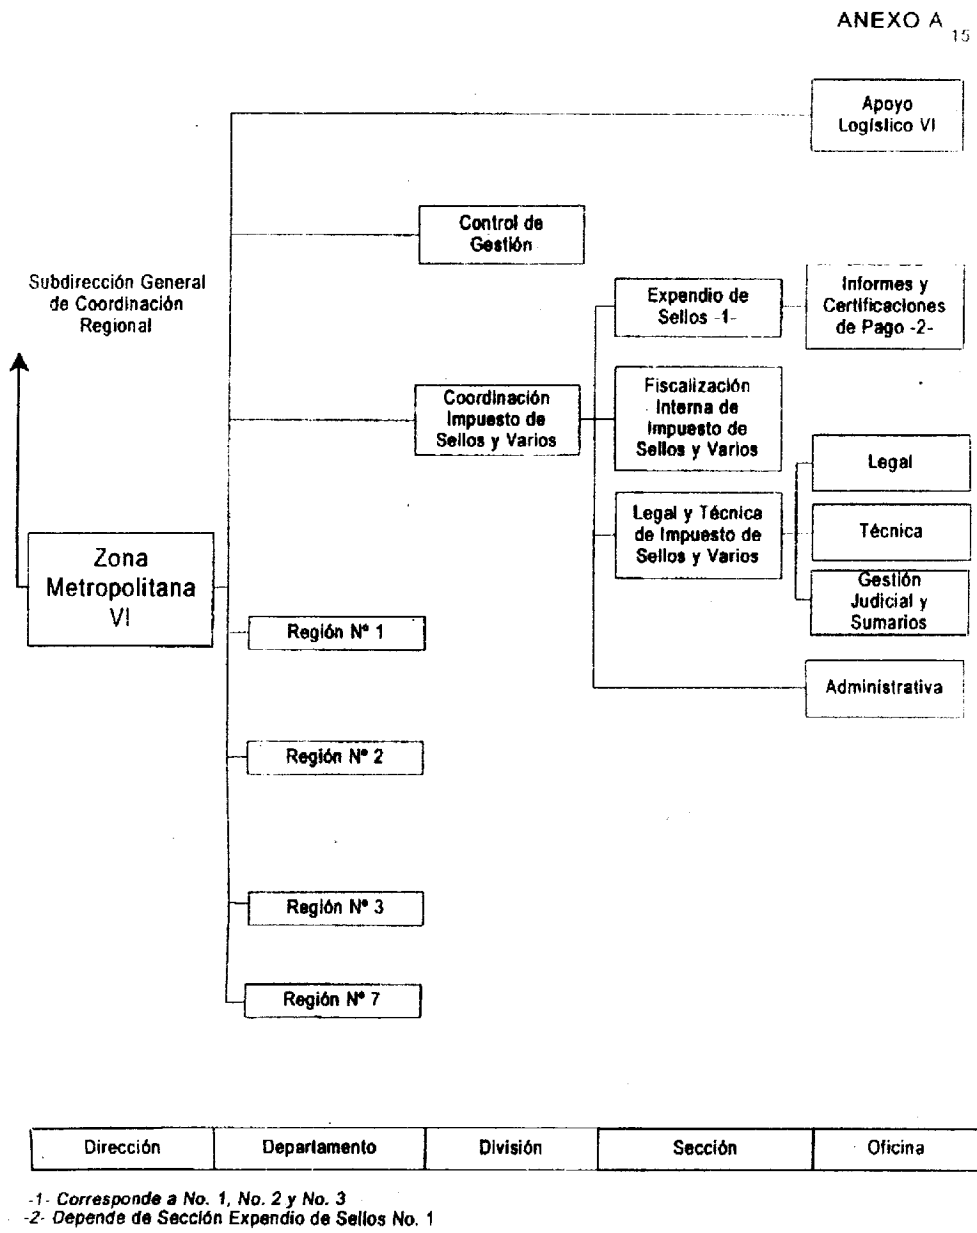 ANEXO A
15
Apoyo
Logístico VI
Control de
Gestión
Subdirección General
de Coordinación
Regional
Expendio de
Sellos -1-
Informes y
Certificaciones
de Pago -2-
Coordinación
Impuesto de
Sellos y Varios
Fiscalización
Interna de
Impuesto de
Sellos y Varios
Legal
Legal y Técnica
de Impuesto de
Sellos y Varios
Técnica
Zona
Metropolitana
VI
Gestión
Judicial y
Sumarios
Región Nº 1
Administrativa
Región Nº 2
Región Nº 3
Región Nº 7
Dirección Departamento División Sección Oficina
-1- Corresponde a No. 1, No. 2 y No. 3
-2- Depende de Sección Expendio de Sellos No. 1